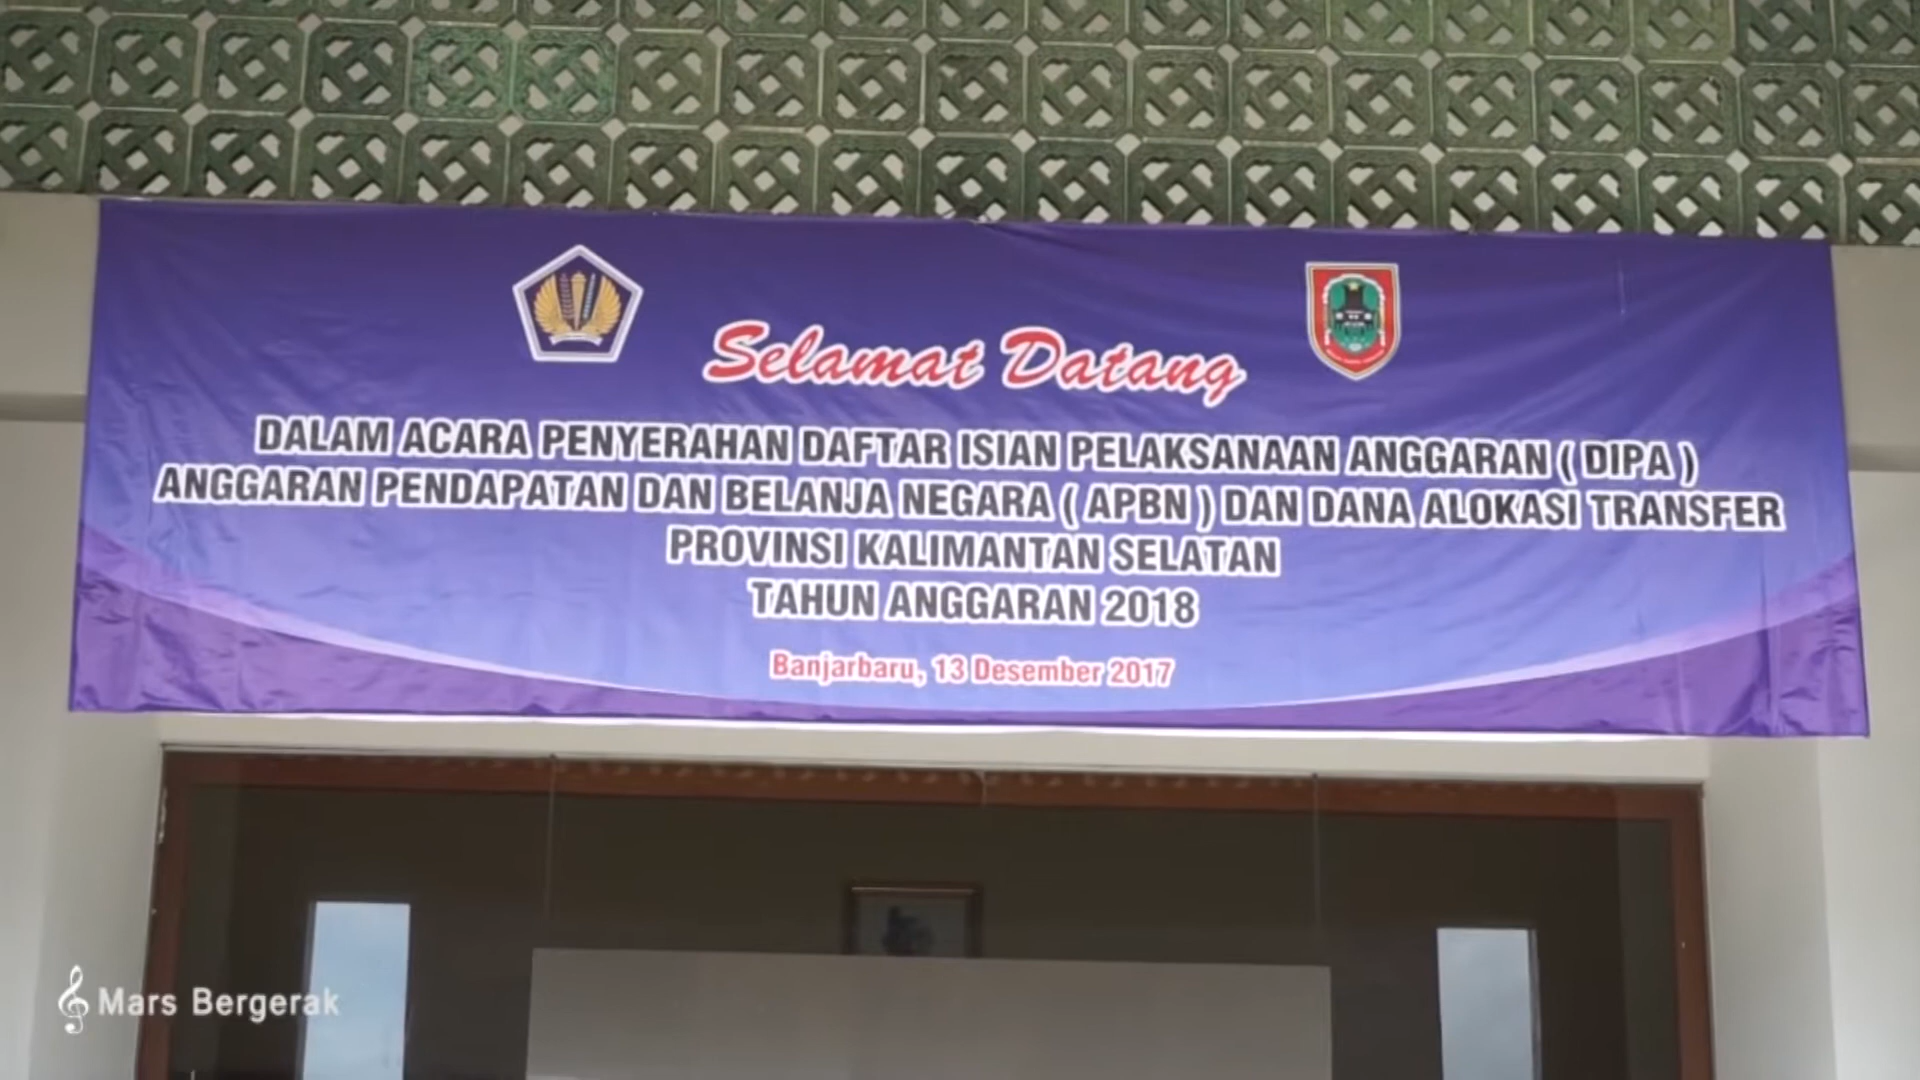 Selamat Datang
DALAM ACARA PENYERAHAN DAFTAR ISIAN PELAKSANAAN ANGGARAN ( DIPA )
ANGGARAN PENDAPATAN DAN BELANJA NEGARA ( APBN ) DAN DANA ALOKASI TRANSFER
PROVINSI KALIMANTAN SELATAN
TAHUN ANGGARAN 2018
Banjarbaru, 13 Desember 2017
Mars Bergerak